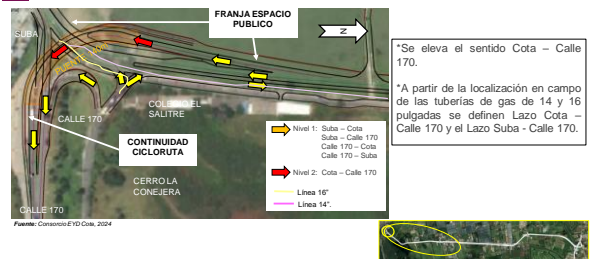 FRANJA ESPACIO
PUBLICO
N
SUBA
*Se eleva el sentido Cota – Calle
170.
*A partir de la localización en campo
de las tuberías de gas de 14 y 16
pulgadas se definen Lazo Cota –
Calle 170 y el Lazo Suba - Calle 170.
COLEGIO EL
SALITRE
CALLE 170
CONTINUIDAD
CICLORUTA
CERRO LA
CONEJERA
CALLE 170
Nivel 1: Suba – Cota
Suba – Calle 170
Calle 170 – Cota
Calle 170 – Suba
Nivel 2: Cota – Calle 170
Línea 16"
Línea 14".
Fuente: Consorcio EYD Cota, 2024